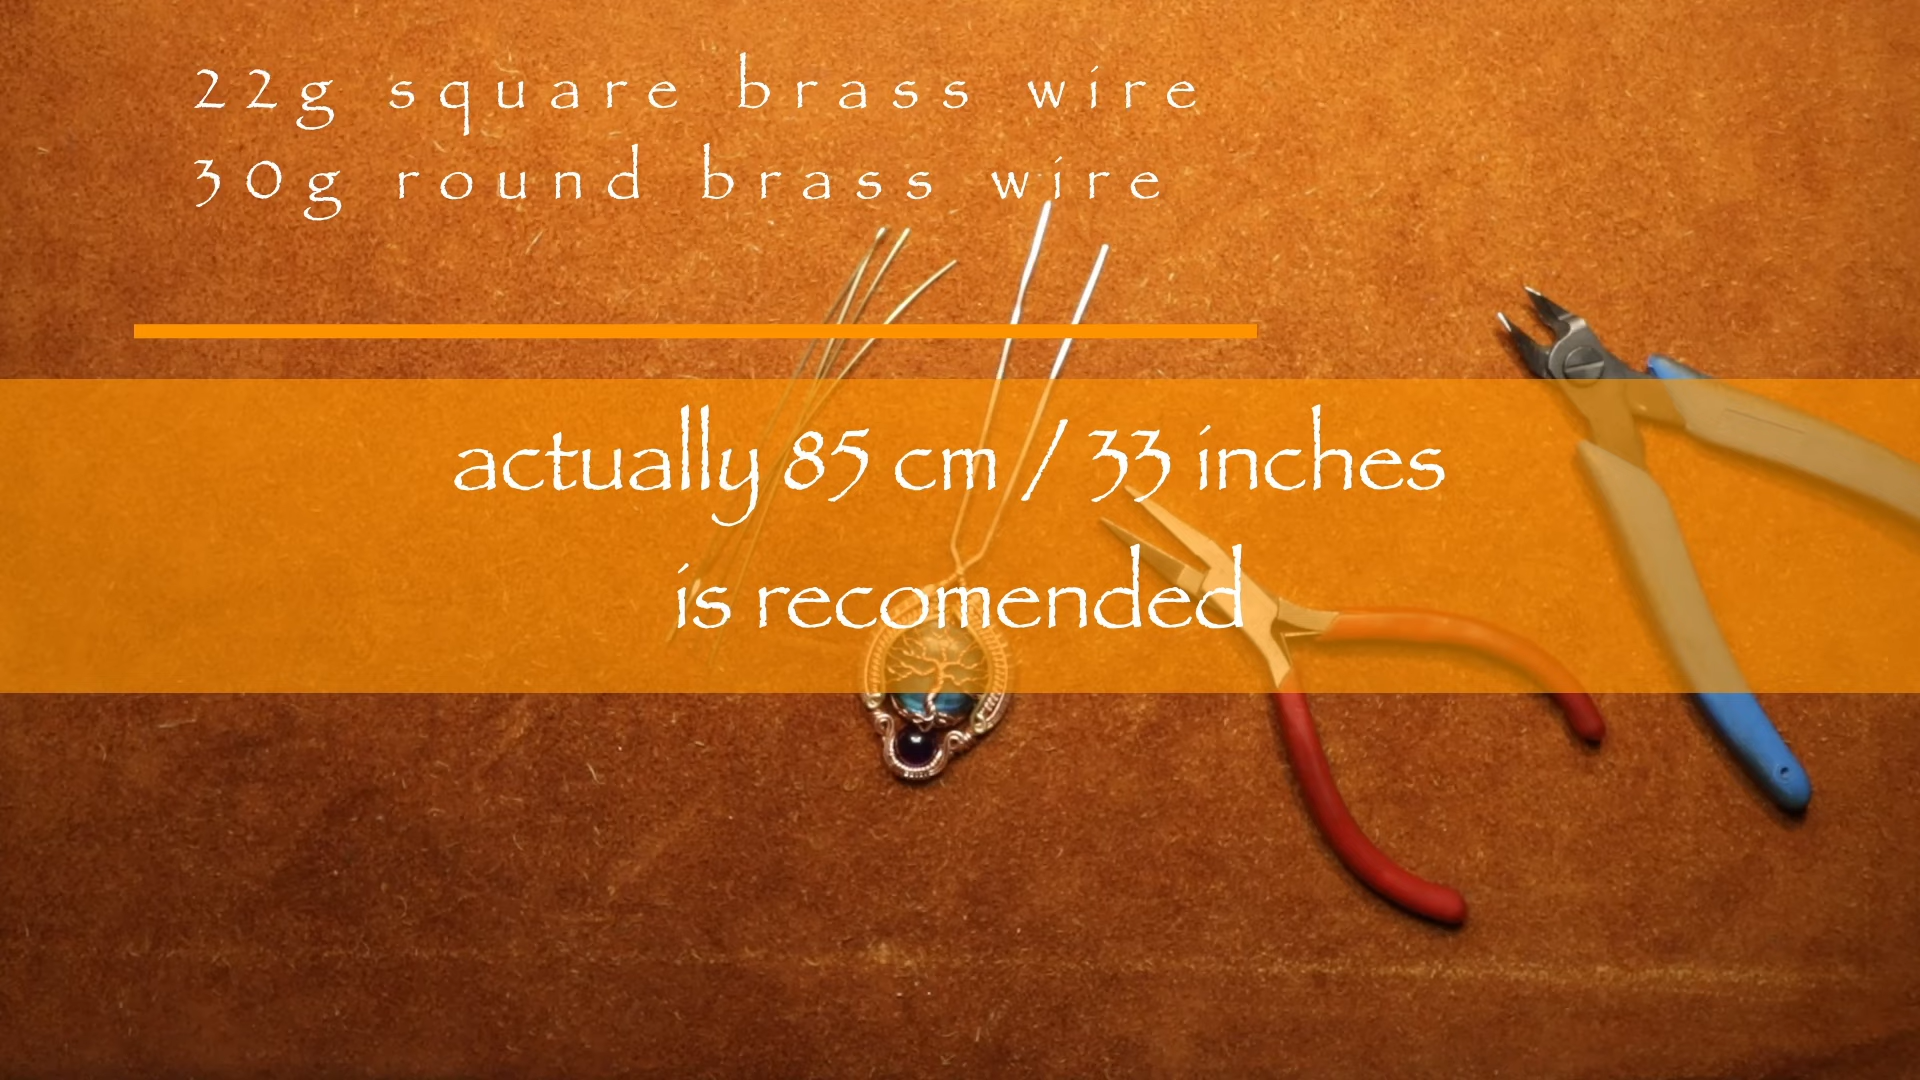 22g square brass wire
30g round brass wire
actually 85 cm / 33 inches
is recomended